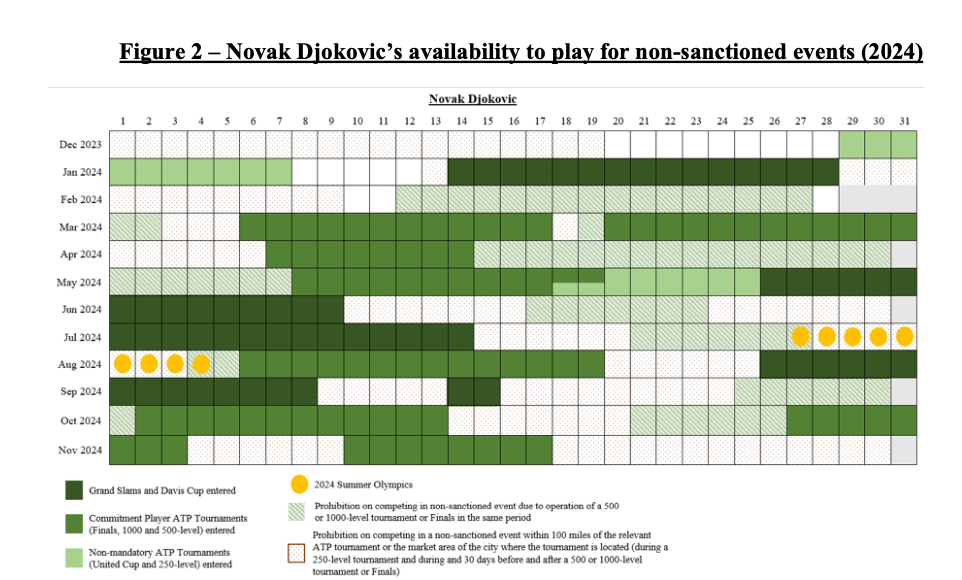 Figure 2 – Novak Djokovic’s availability to play for non-sanctioned events (2024)
Novak Djokovic
1 2 3 4 5 6 7 8 9 10 11 12 13 14 15 16 17 18 19 20 21 22 23 24 25 26 27 28 29 30 31
Dec 2023
Jan 2024
Feb 2024
Mar 2024
Apr 2024
May 2024
Jun 2024
Jul 2024
Aug 2024
Sep 2024
Oct 2024
Nov 2024
Grand Slams and Davis Cup entered
Commitment Player ATP Tournaments
(Finals, 1000 and 500-level) entered
Non-mandatory ATP Tournaments
(United Cup and 250-level) entered
2024 Summer Olympics
Prohibition on competing in non-sanctioned event due to operation of a 500
or 1000-level tournament or Finals in the same period
Prohibition on competing in a non-sanctioned event within 100 miles of the relevant
ATP tournament or the market area of the city where the tournament is located (during a
250-level tournament and during and 30 days before and after a 500 or 1000-level
tournament or Finals)